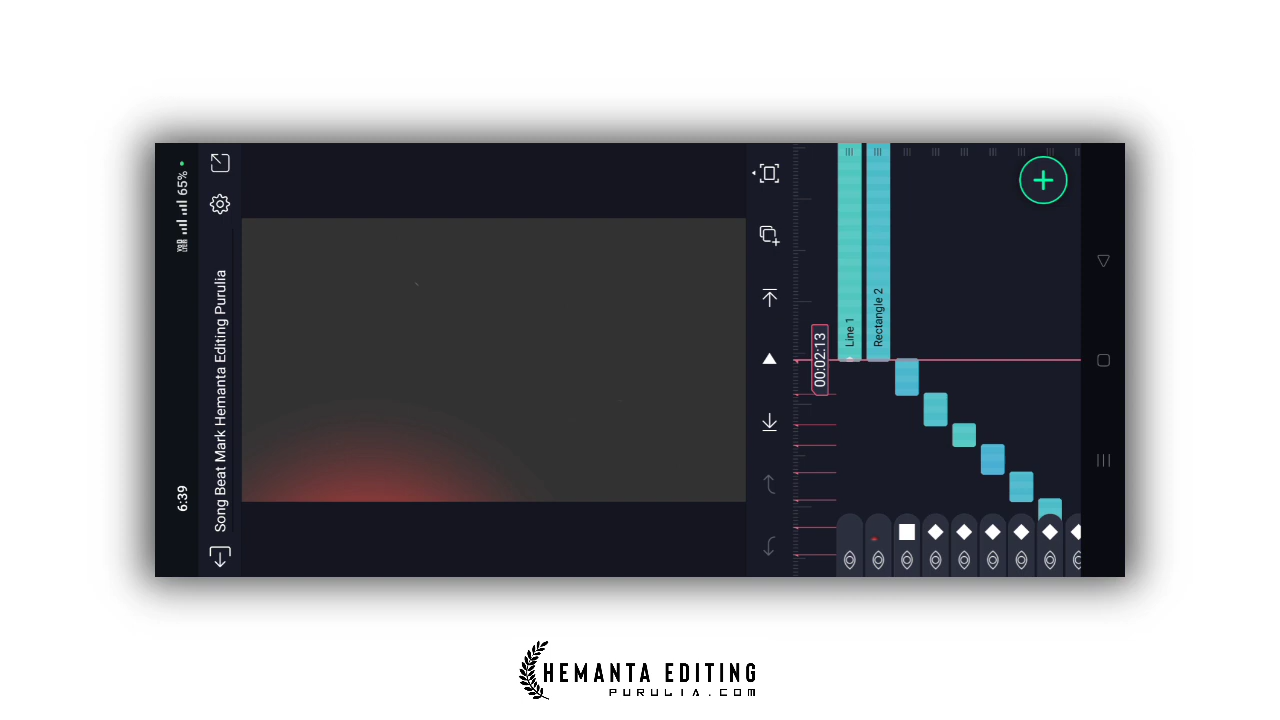 6:39
65%
Song Beat Mark Hemanta Editing Purulia
00:02:13
Line 1
Rectangle 2
HEMANTA EDITING
PURULIA.COM